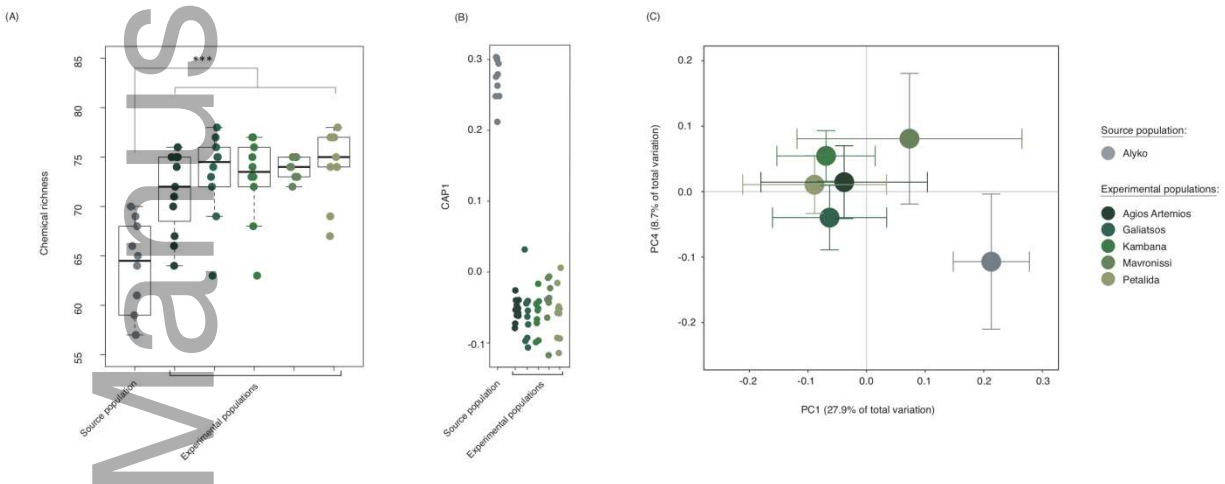 (A)
Chemical richness
85
80
75
70
65
60
55
***
Source population
Experimental populations
(B)
CAP1
0.3
0.2
0.1
0.0
-0.1
Source population
Experimental populations
(C)
PC4 (8.7% of total variation)
0.2
0.1
0.0
-0.1
-0.2
-0.2 -0.1 0.0 0.1 0.2 0.3
PC1 (27.9% of total variation)
Source population:
Alyko
Experimental populations:
Agios Artemios
Galiatsos
Kambana
Mavronissi
Petalida
Manus